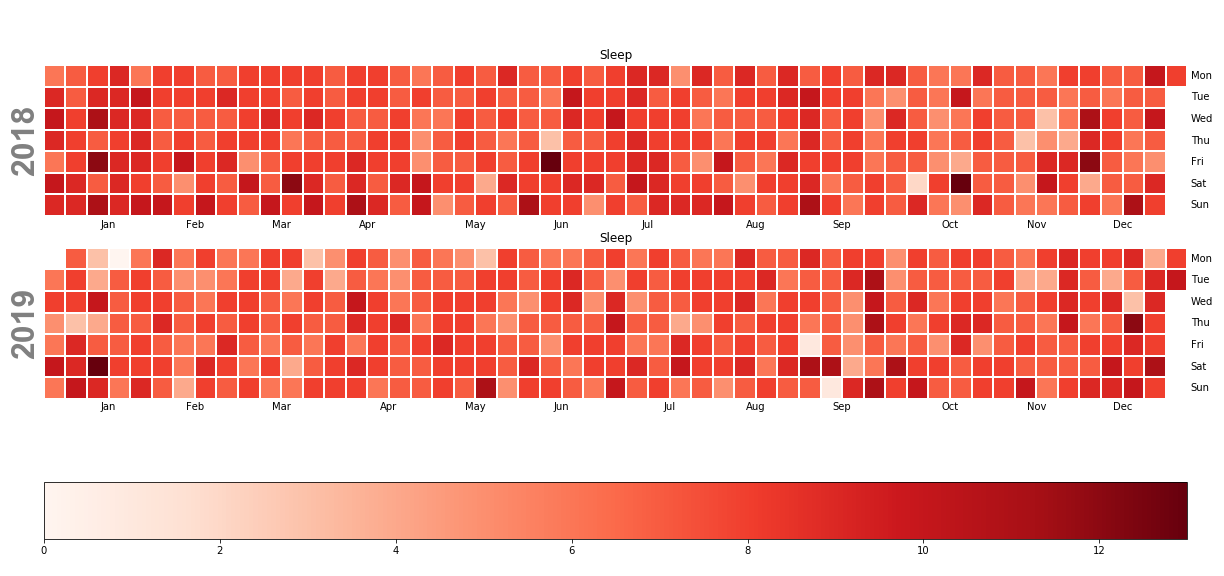 Sleep
2018
Mon
Tue
Wed
Thu
Fri
Sat
Sun
Jan Feb Mar Apr May Jun Jul Aug Sep Oct Nov Dec
Sleep
2019
Mon
Tue
Wed
Thu
Fri
Sat
Sun
Jan Feb Mar Apr May Jun Jul Aug Sep Oct Nov Dec
0 2 4 6 8 10 12